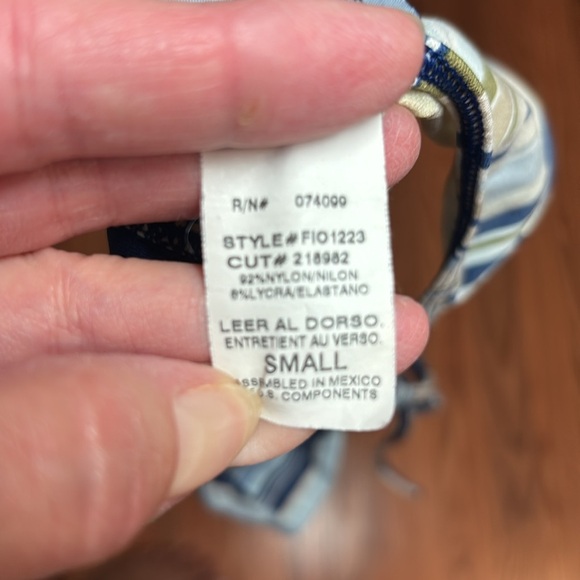 R/N# 074099
STYLE# FIO1223
CUT# 218982
92%NYLON/NILON
8%LYCRA/ELASTANO
LEER AL DORSO.
ENTRETIENT AU VERSO.
SMALL
ASSEMBLED IN MEXICO
U.S. COMPONENTS